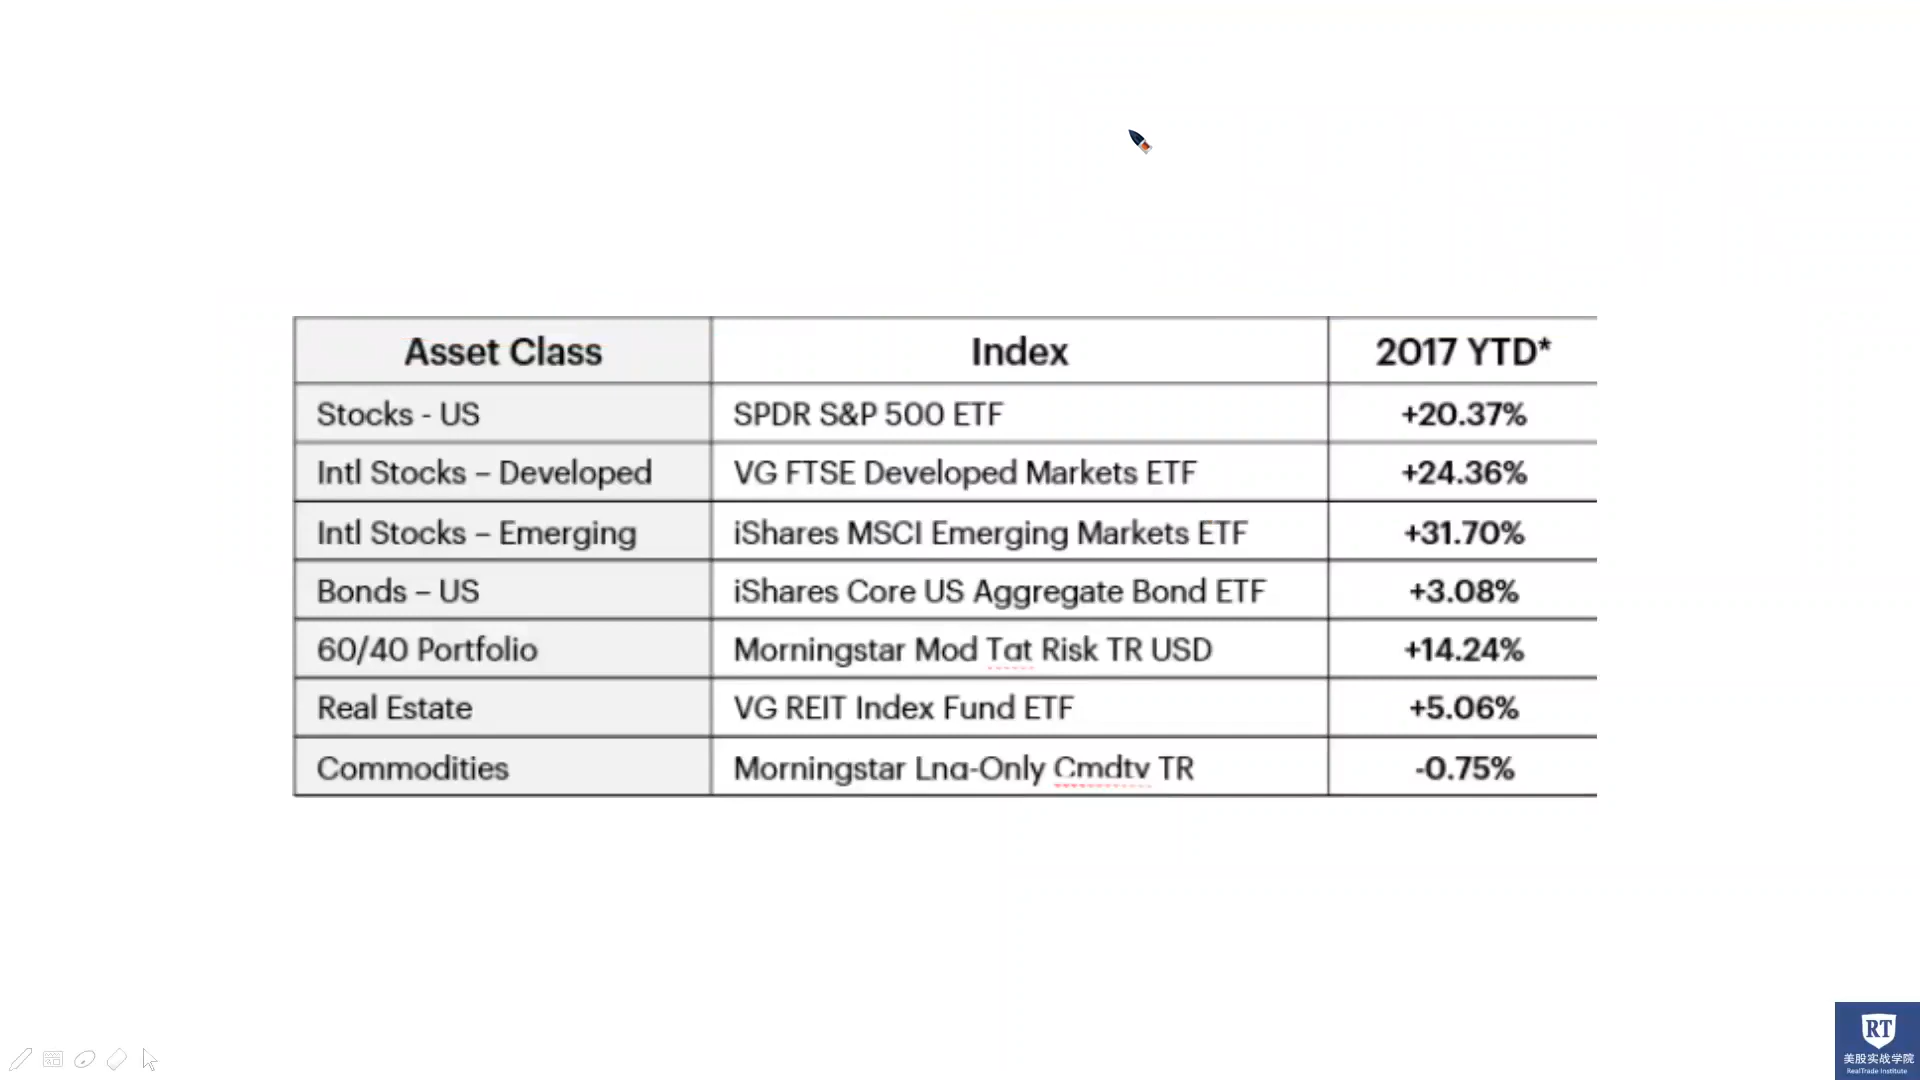 Asset Class Index 2017 YTD*
Stocks - US SPDR S&P 500 ETF +20.37%
Intl Stocks – Developed VG FTSE Developed Markets ETF +24.36%
Intl Stocks – Emerging iShares MSCI Emerging Markets ETF +31.70%
Bonds – US iShares Core US Aggregate Bond ETF +3.08%
60/40 Portfolio Morningstar Mod Tgt Risk TR USD +14.24%
Real Estate VG REIT Index Fund ETF +5.06%
Commodities Morningstar Lng-Only Cmdty TR -0.75%
RT
美股实战学院
RealTrade Institute